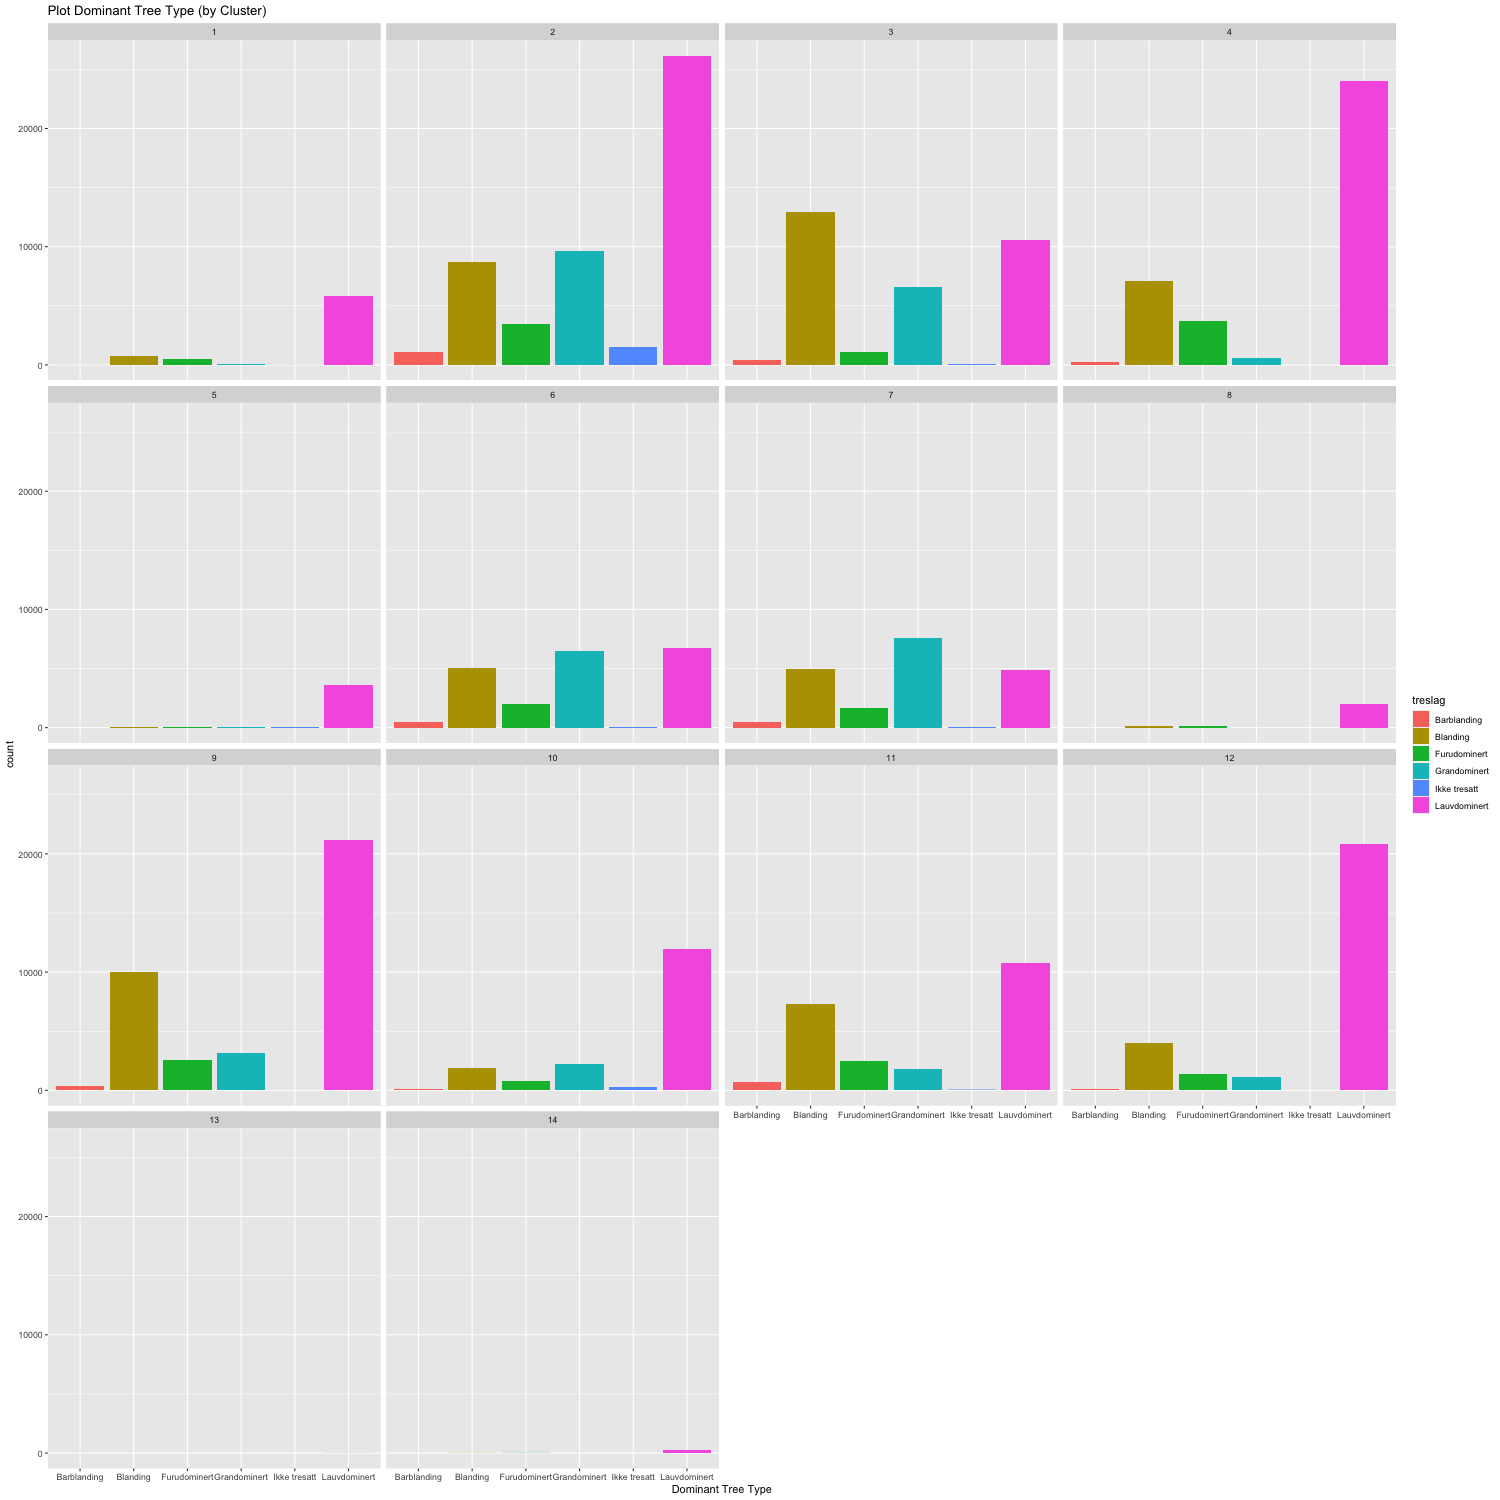 Plot Dominant Tree Type (by Cluster)
1 2 3 4
20000
10000
0
5 6 7 8
20000
10000
0
treslag
Barblanding
Blanding
Furudominert
Grandominert
Ikke tresatt
Lauvdominert
count
9 10 11 12
20000
10000
0
Barblanding Blanding Furudominert Grandominert Ikke tresatt Lauvdominert Barblanding Blanding Furudominert Grandominert Ikke tresatt Lauvdominert
13 14
20000
10000
0
Barblanding Blanding Furudominert Grandominert Ikke tresatt Lauvdominert Barblanding Blanding Furudominert Grandominert Ikke tresatt Lauvdominert
Dominant Tree Type